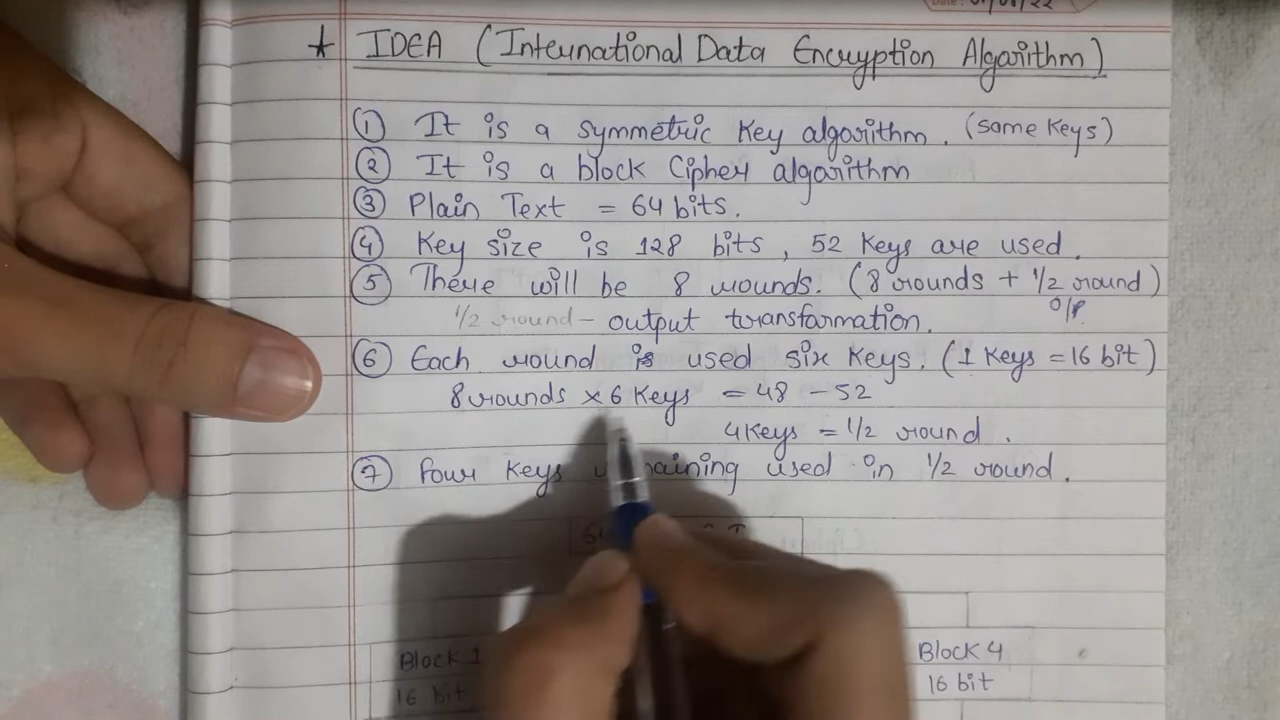 ★ IDEA (International Data Encryption Algorithm)
① It is a symmetric Key algorithm. (same Keys)
② It is a block Cipher algorithm
③ Plain Text = 64 bits.
④ Key size is 128 bits, 52 Keys are used.
⑤ There will be 8 rounds. (8 rounds + 1/2 round)
O/P
1/2 round - output transformation.
⑥ Each round is used six Keys. (1 Keys = 16 bit)
8 rounds × 6 Keys = 48 - 52
4 Keys = 1/2 round.
⑦ Four Keys remaining used in 1/2 round.
Block 1 Block 4
16 bit 16 bit